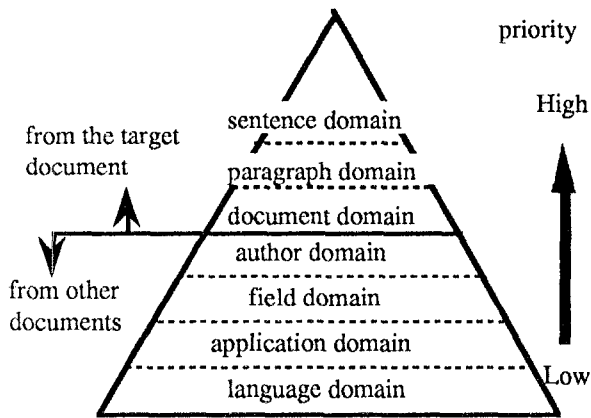 priority
High
sentence domain
from the target
document
paragraph domain
document domain
author domain
from other
documents
field domain
application domain
Low
language domain